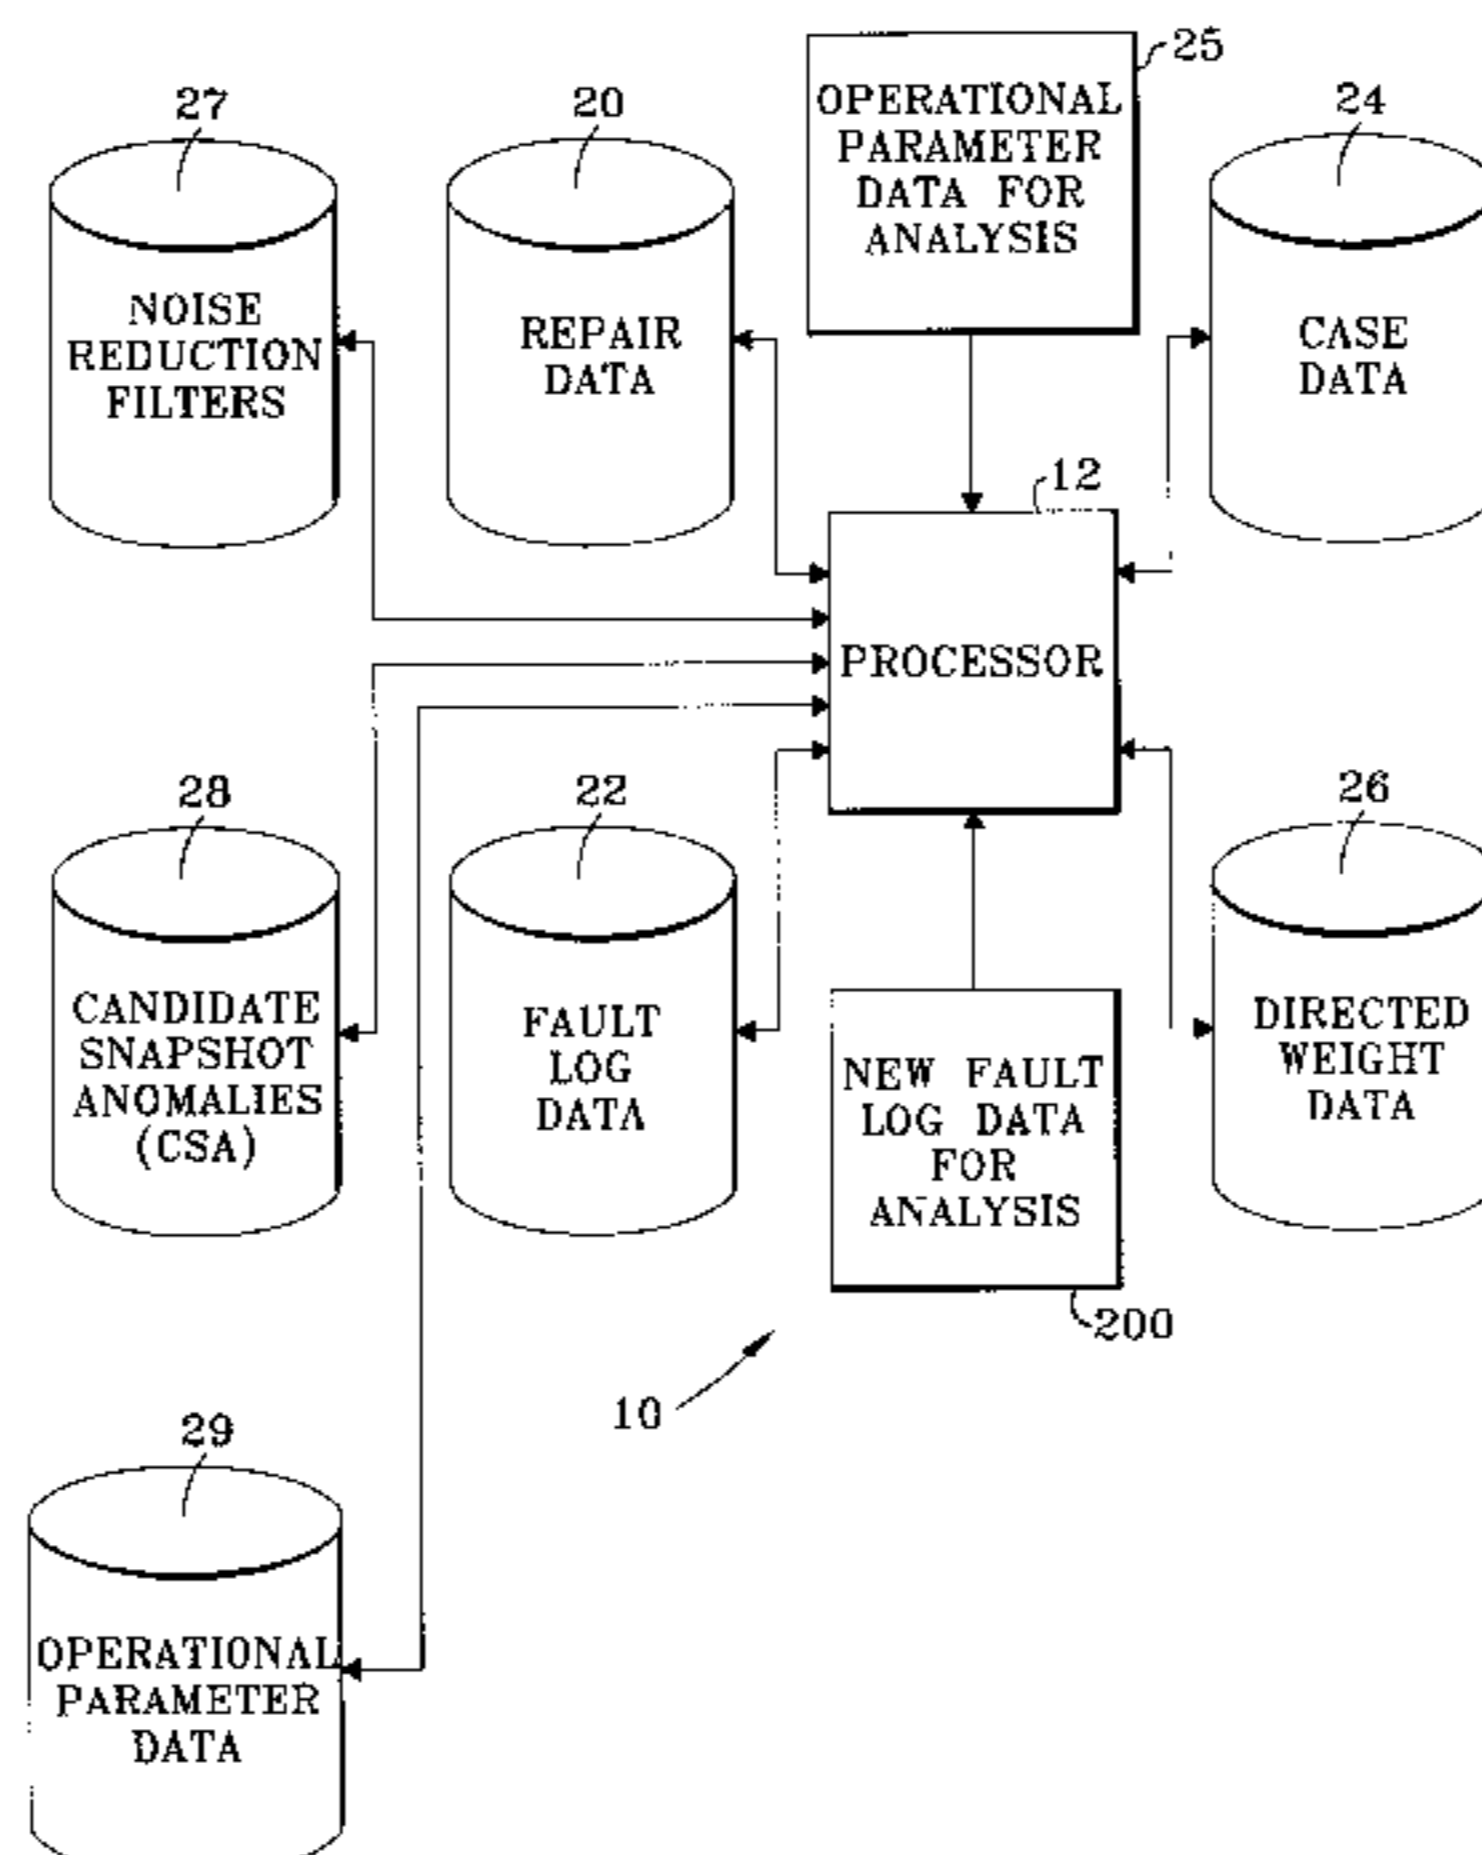 25
27
20
24
OPERATIONAL
PARAMETER
DATA FOR
ANALYSIS
NOISE
REDUCTION
FILTERS
REPAIR
DATA
CASE
DATA
12
PROCESSOR
28
22
26
CANDIDATE
SNAPSHOT
ANOMALIES
(CSA)
FAULT
LOG
DATA
NEW FAULT
LOG DATA
FOR
ANALYSIS
DIRECTED
WEIGHT
DATA
200
10
29
OPERATIONAL
PARAMETER
DATA